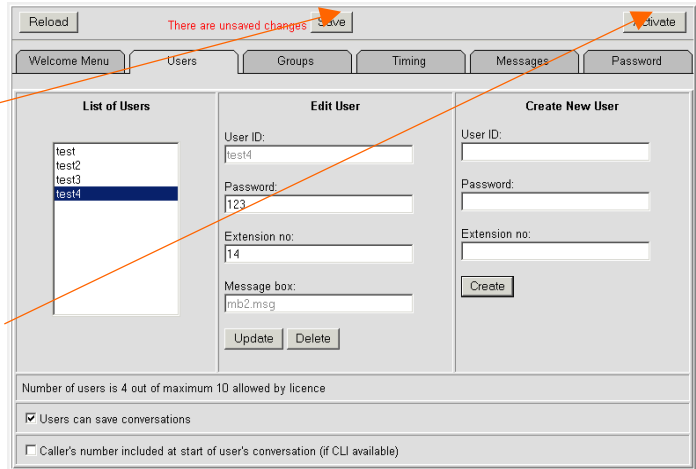 Reload
There are unsaved changes
Save
Activate
Welcome Menu
Users
Groups
Timing
Messages
Password
List of Users
test
test2
test3
test4
Edit User
User ID:
test4
Password:
123
Extension no:
14
Message box:
mb2.msg
Update
Delete
Create New User
User ID:
Password:
Extension no:
Create
Number of users is 4 out of maximum 10 allowed by licence
Users can save conversations
Caller's number included at start of user's conversation (if CLI available)